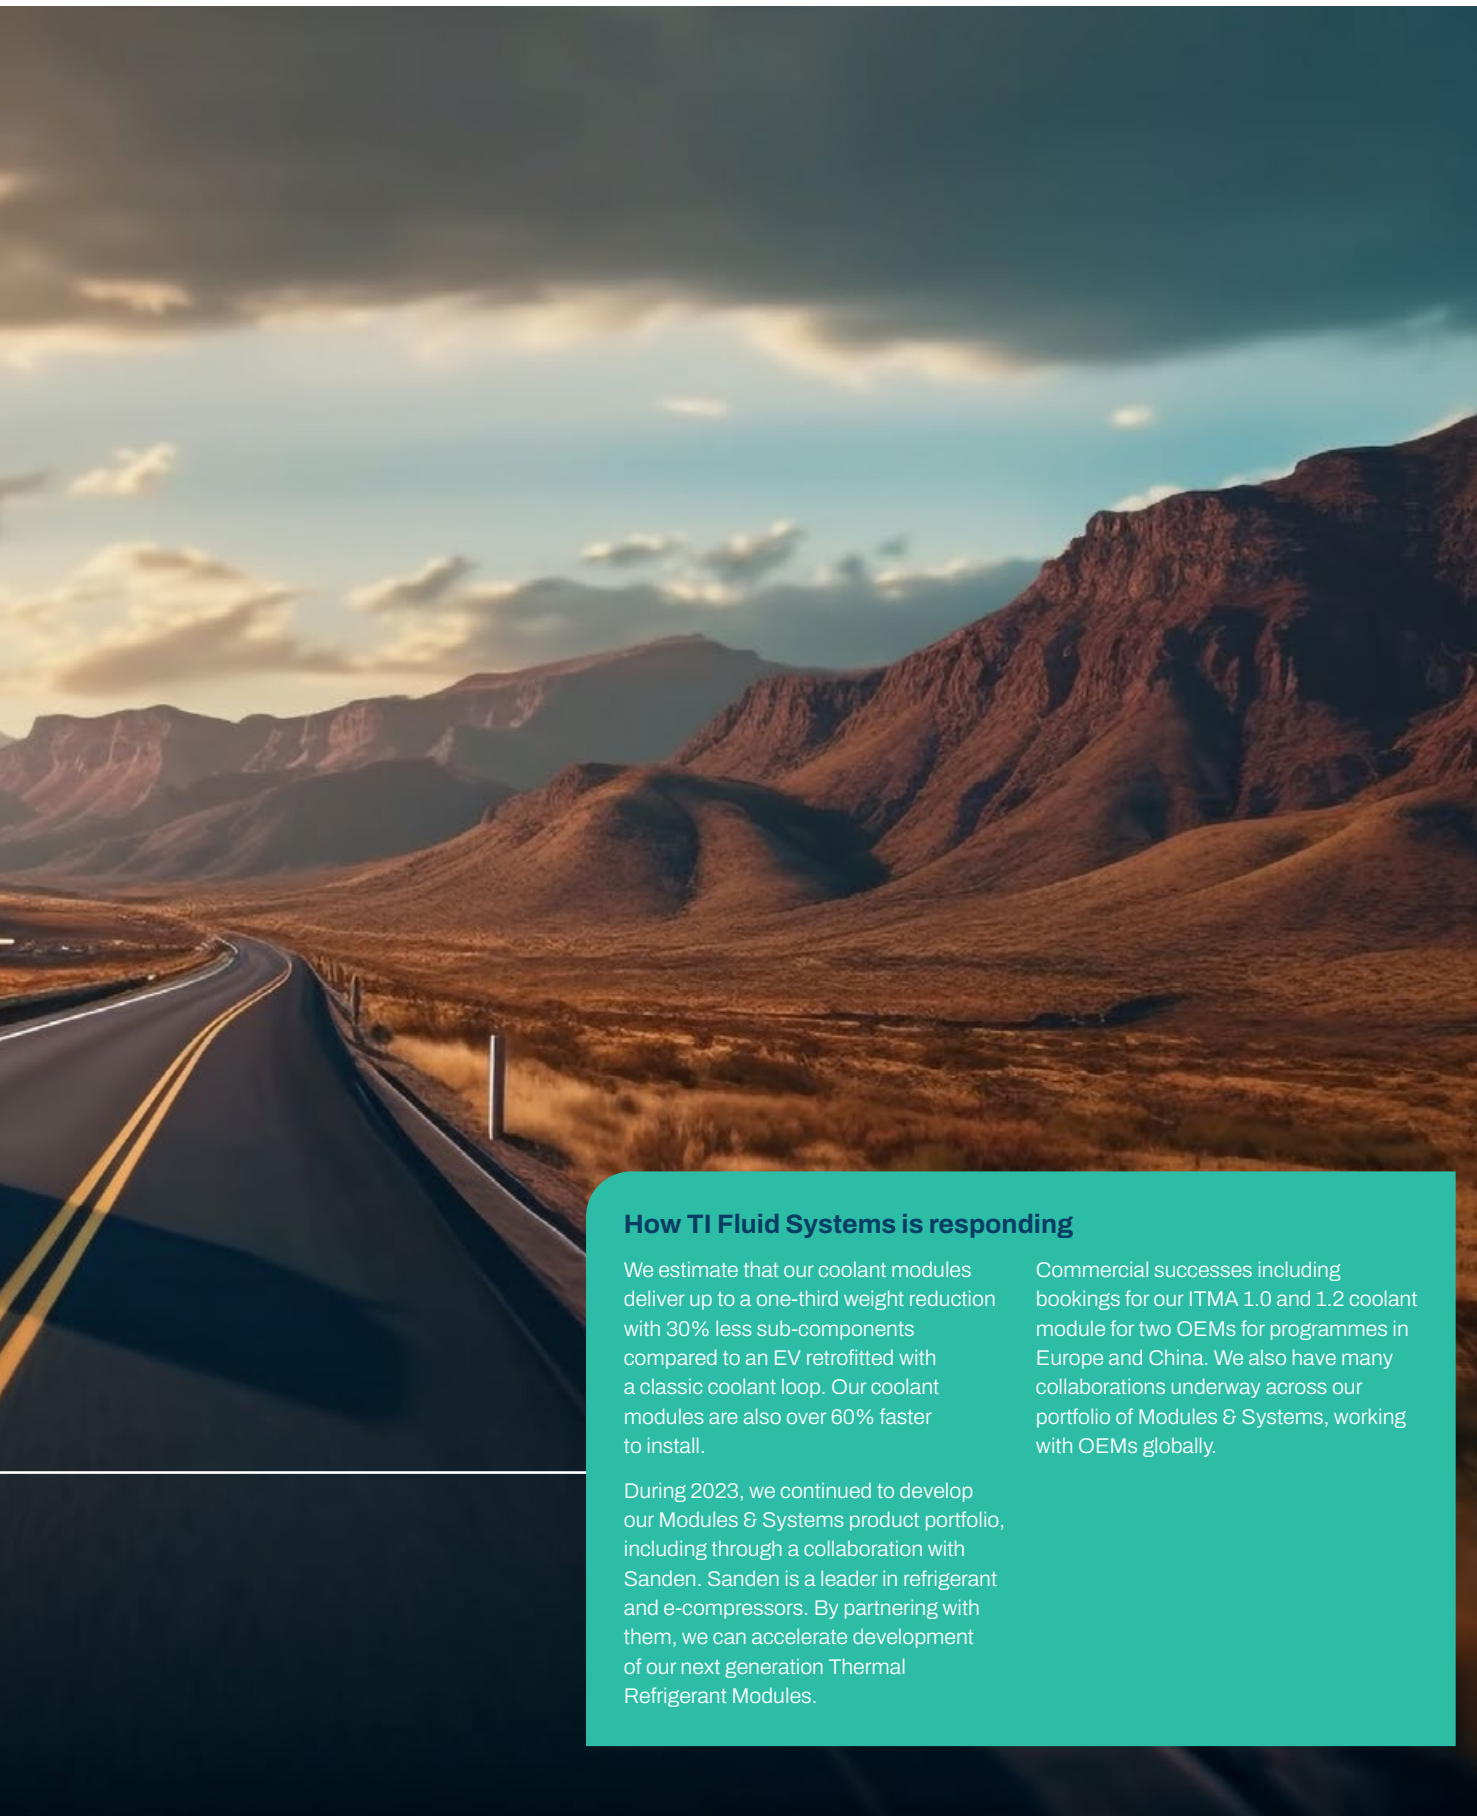 How TI Fluid Systems is responding
We estimate that our coolant modules
deliver up to a one-third weight reduction
with 30% less sub-components
compared to an EV retrofitted with
a classic coolant loop. Our coolant
modules are also over 60% faster
to install.
During 2023, we continued to develop
our Modules & Systems product portfolio,
including through a collaboration with
Sanden. Sanden is a leader in refrigerant
and e-compressors. By partnering with
them, we can accelerate development
of our next generation Thermal
Refrigerant Modules.
Commercial successes including
bookings for our ITMA 1.0 and 1.2 coolant
module for two OEMs for programmes in
Europe and China. We also have many
collaborations underway across our
portfolio of Modules & Systems, working
with OEMs globally.